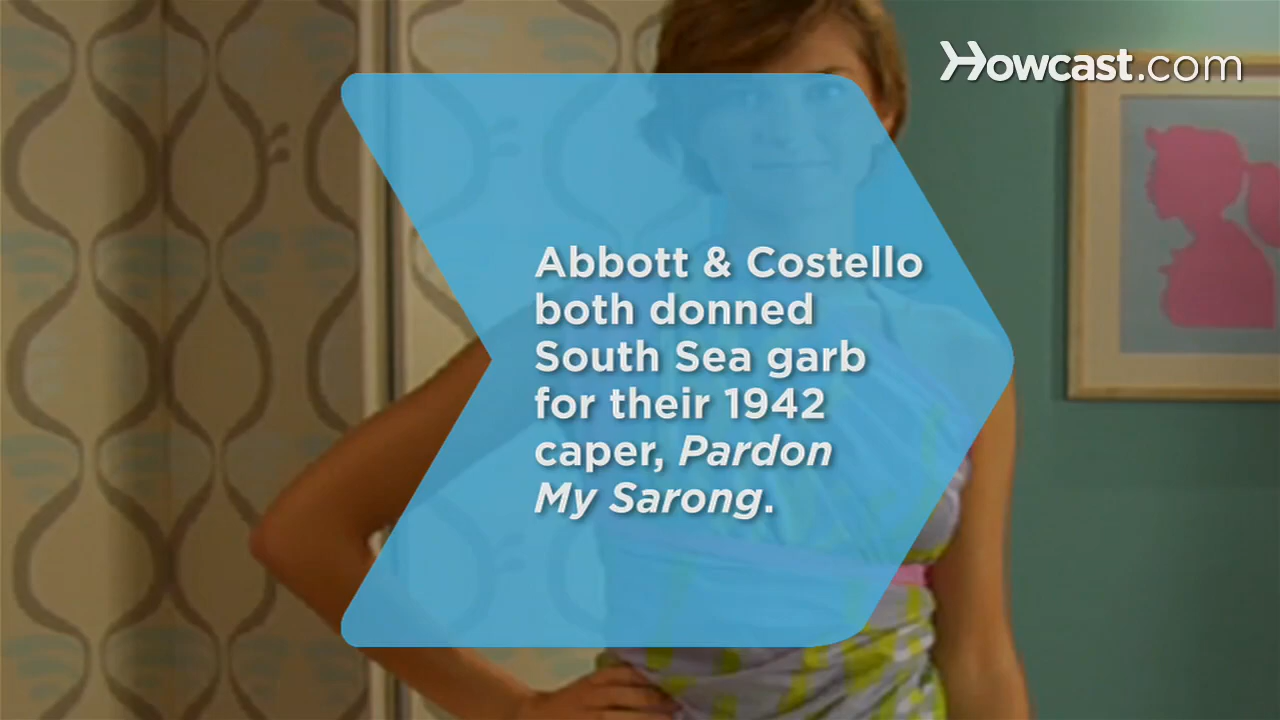 Howcast.com
Abbott & Costello
both donned
South Sea garb
for their 1942
caper, Pardon
My Sarong.